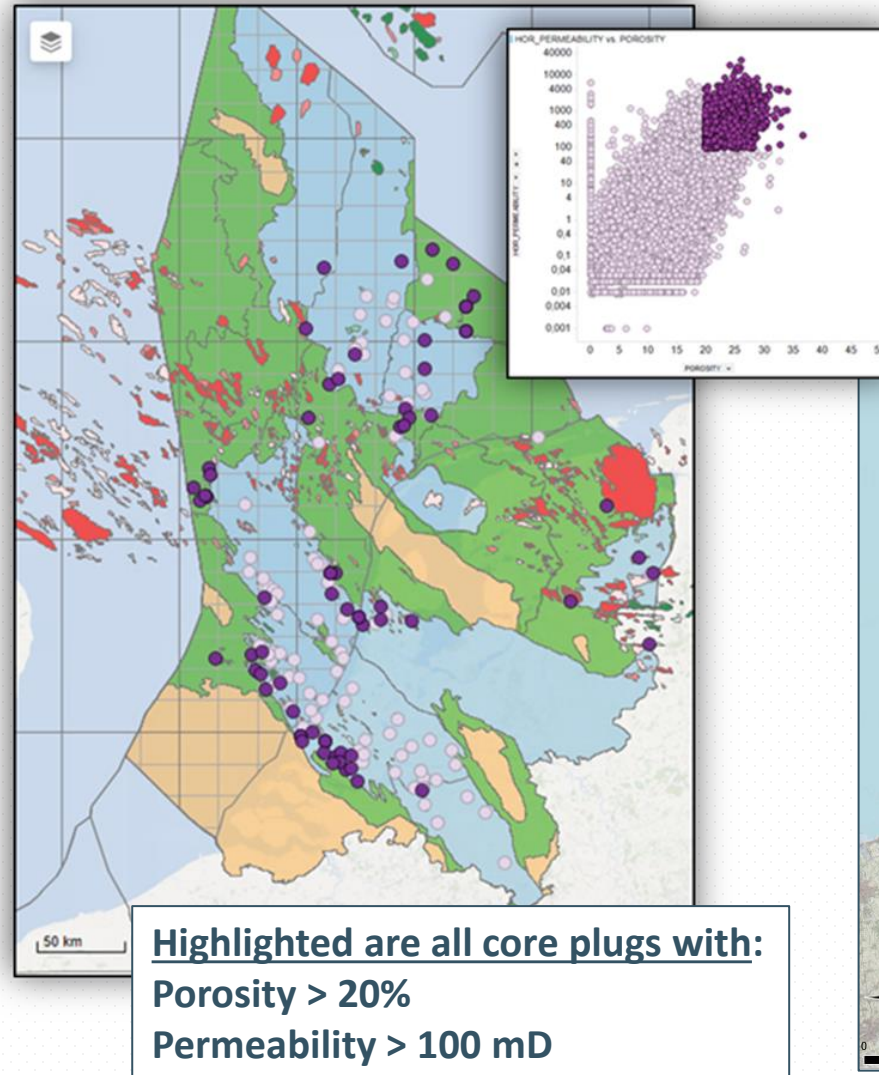 HOR_PERMEABILITY vs. POROSITY
40000
10000
4000
1000
400
100
40
10
4
1
0,4
0,1
0,04
0,01
0,004
0,001
HOR_PERMEABILITY
0 5 10 15 20 25 30 35 40 45
POROSITY
50 km
Highlighted are all core plugs with:
Porosity > 20%
Permeability > 100 mD
0